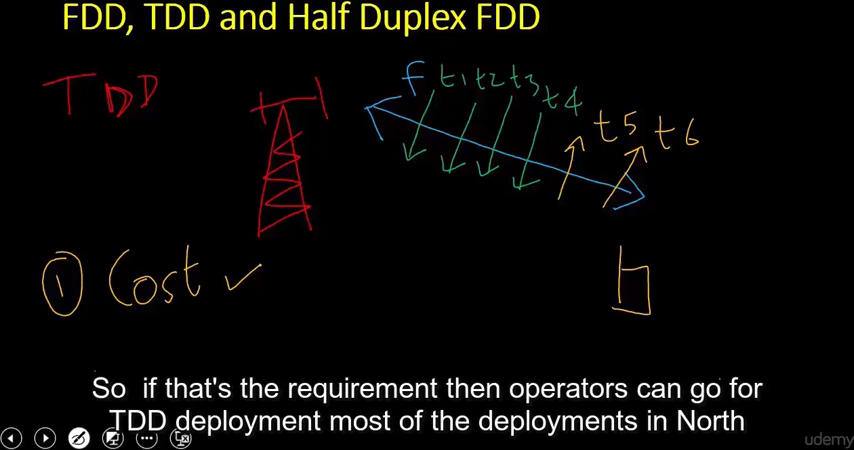 FDD, TDD and Half Duplex FDD
TDD
f t1 t2 t3 t4 t5 t6
① Cost ✓
So if that's the requirement then operators can go for
TDD deployment most of the deployments in North
udemy